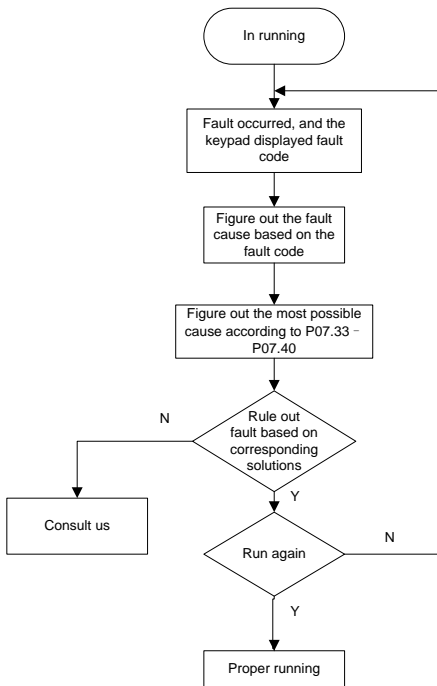 In running
Fault occurred, and the
keypad displayed fault
code
Figure out the fault
cause based on the
fault code
Figure out the most possible
cause according to P07.33－
P07.40
N
Rule out
fault based on
corresponding
solutions
Y
Consult us
Run again
N
Y
Proper running